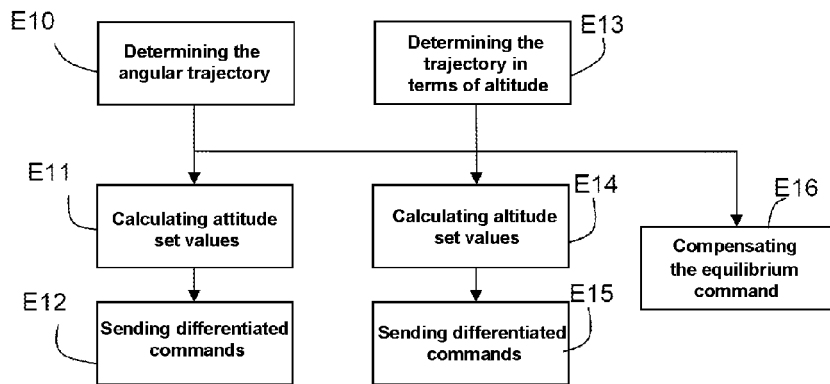 E10
Determining the
angular trajectory
E13
Determining the
trajectory in
terms of altitude
E11
Calculating attitude
set values
E14
Calculating altitude
set values
E16
Compensating
the equilibrium
command
E12
Sending differentiated
commands
E15
Sending differentiated
commands